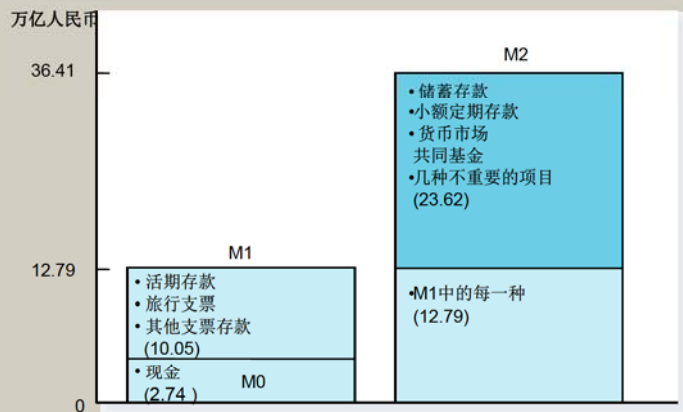 万亿人民币
36.41
12.79
0
M1
• 活期存款
• 旅行支票
• 其他支票存款
(10.05)
• 现金
(2.74 )
M0
M2
• 储蓄存款
•小额定期存款
• 货币市场
共同基金
•几种不重要的项目
(23.62)
•M1中的每一种
(12.79)